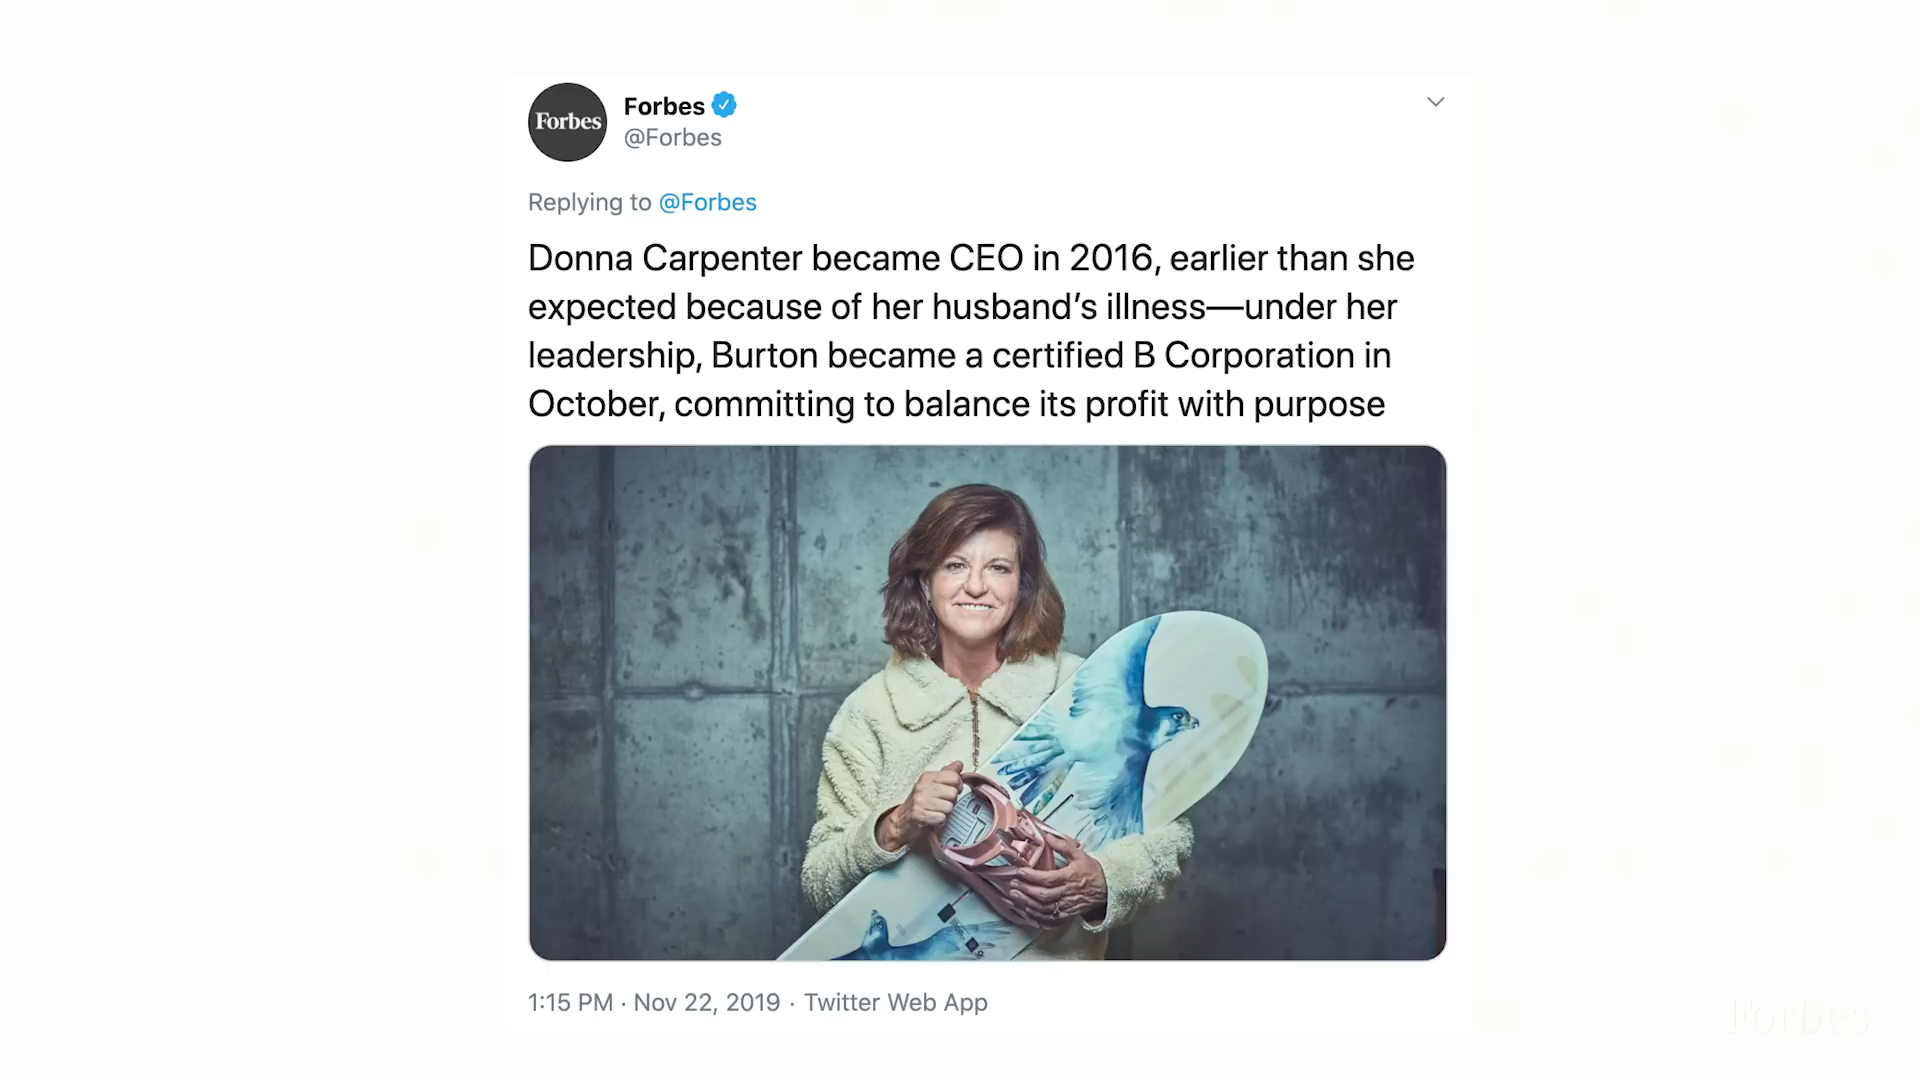 Forbes
Forbes
@Forbes
Replying to @Forbes
Donna Carpenter became CEO in 2016, earlier than she
expected because of her husband’s illness—under her
leadership, Burton became a certified B Corporation in
October, committing to balance its profit with purpose
1:15 PM · Nov 22, 2019 · Twitter Web App
Forbes